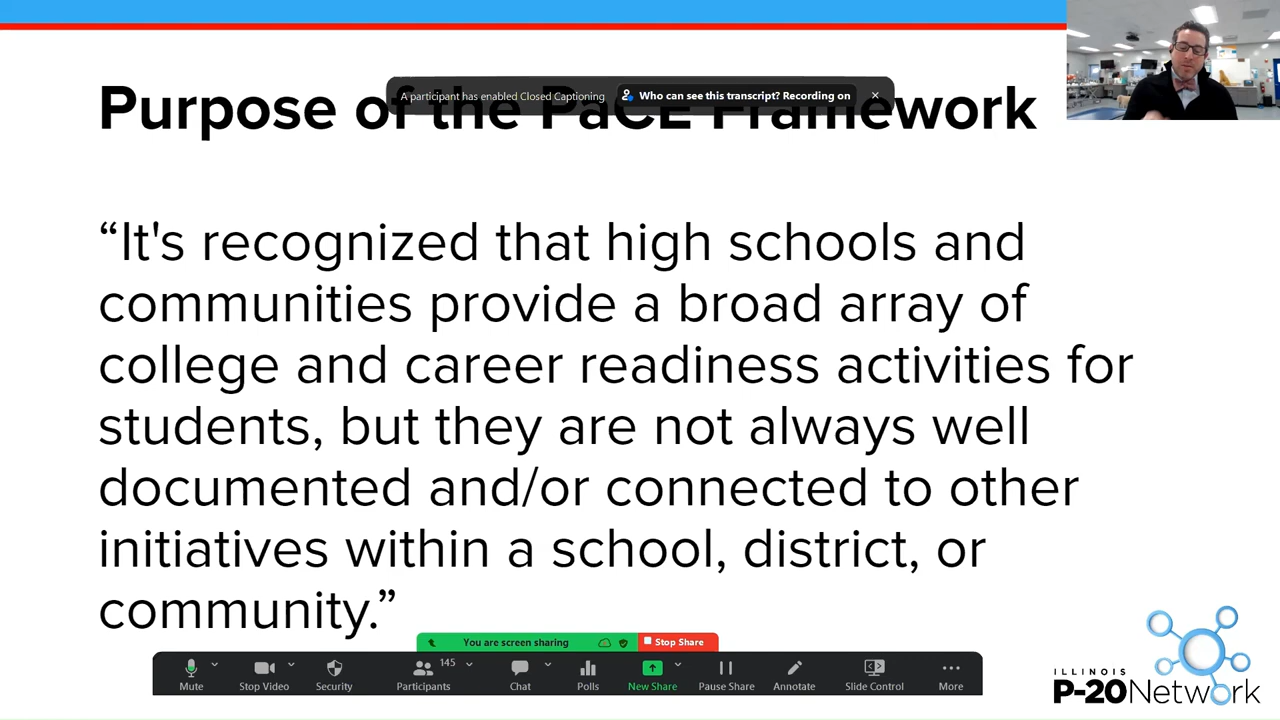 A participant has enabled Closed Captioning
Who can see this transcript? Recording on
Purpose of the PaCE Framework
“It's recognized that high schools and
communities provide a broad array of
college and career readiness activities for
students, but they are not always well
documented and/or connected to other
initiatives within a school, district, or
community.”
You are screen sharing
Stop Share
Mute
Stop Video
Security
145
Participants
Chat
Polls
New Share
Pause Share
Annotate
Slide Control
More
ILLINOIS
P-20 Network